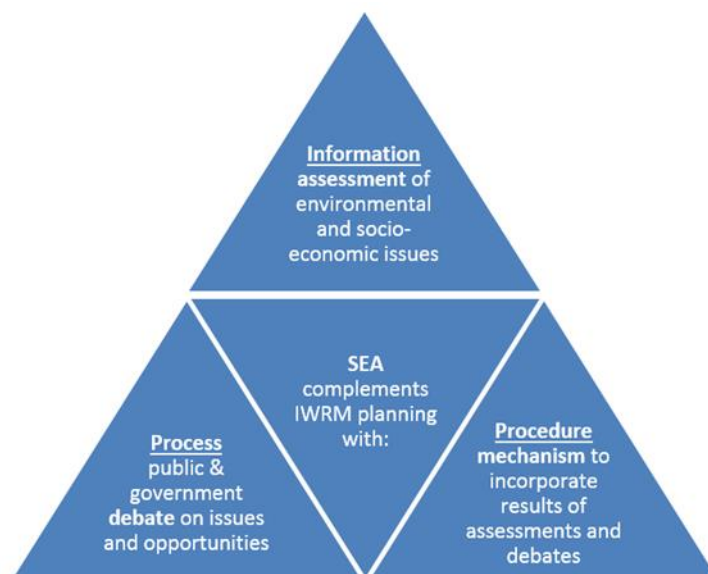 Information
assessment of
environmental
and socio-
economic issues
SEA
complements
IWRM planning
with:
Process
public &
government
debate on issues
and opportunities
Procedure
mechanism to
incorporate
results of
assessments and
debates